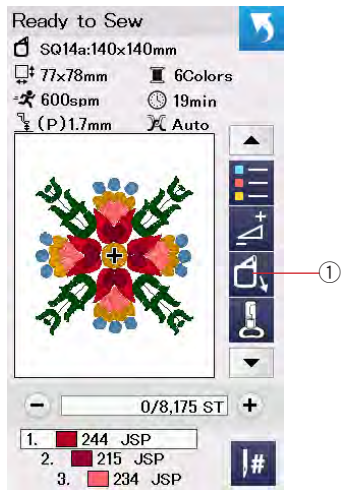 Ready to Sew
SQ14a:140x140mm
77x78mm 6Colors
600spm 19min
(P)1.7mm Auto
①
− 0/8,175 ST +
1. 244 JSP
2. 215 JSP
3. 234 JSP
#